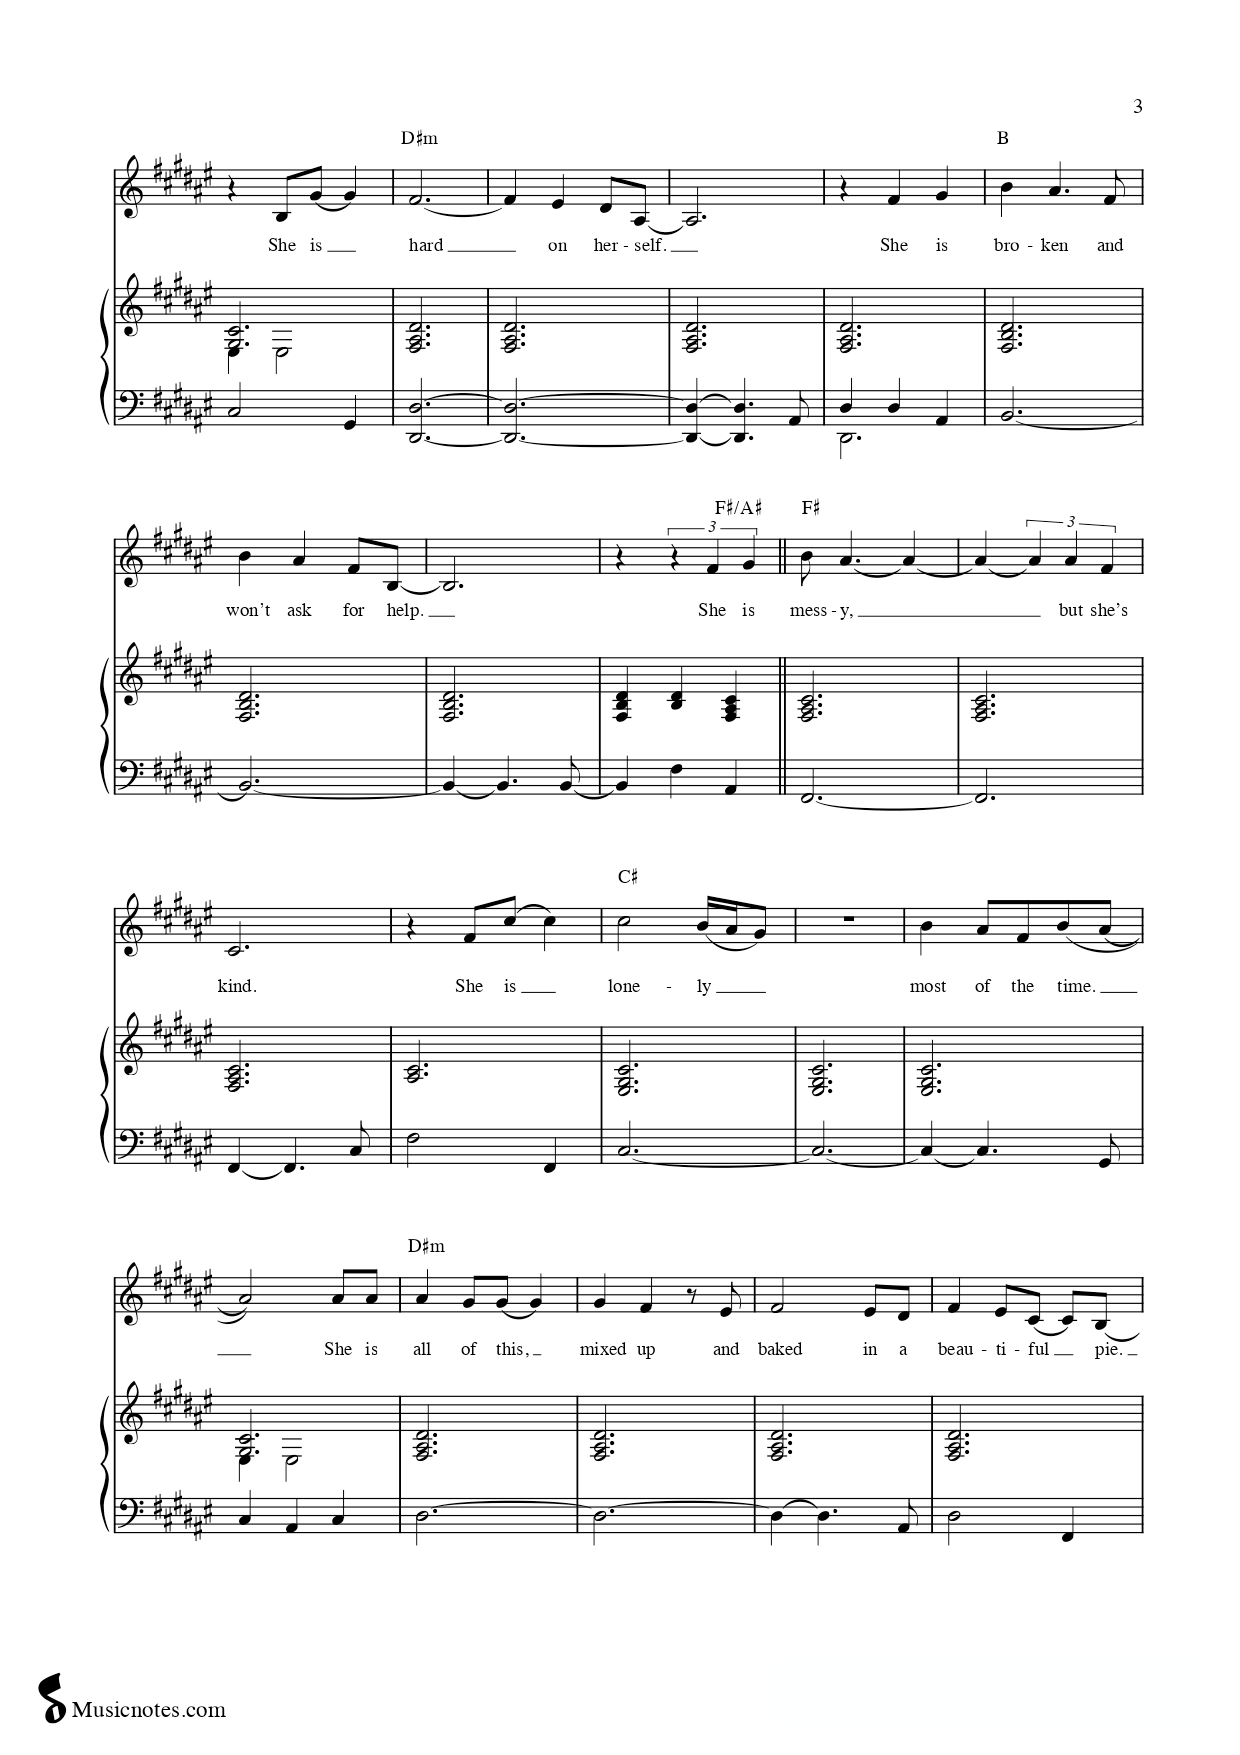 3
D♯m B
She is hard on her - self. She is bro - ken and
F♯/A♯ F♯
3 3
won't ask for help. She is mess - y, but she's
C♯
kind. She is lone - ly most of the time.
D♯m
She is all of this, mixed up and baked in a beau - ti - ful pie.
Musicnotes.com